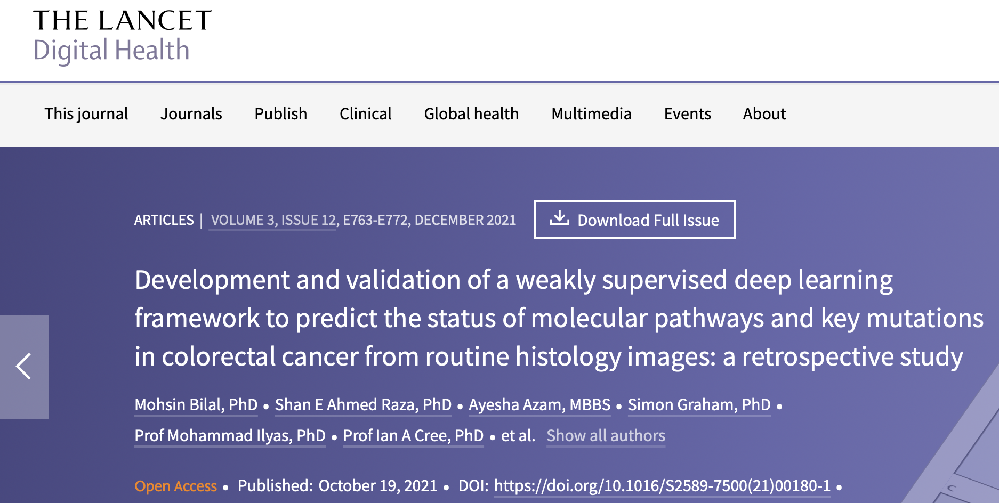 THE LANCET
Digital Health
This journal Journals Publish Clinical Global health Multimedia Events About
ARTICLES | VOLUME 3, ISSUE 12, E763-E772, DECEMBER 2021 Download Full Issue
Development and validation of a weakly supervised deep learning
framework to predict the status of molecular pathways and key mutations
in colorectal cancer from routine histology images: a retrospective study
Mohsin Bilal, PhD • Shan E Ahmed Raza, PhD • Ayesha Azam, MBBS • Simon Graham, PhD •
Prof Mohammad Ilyas, PhD • Prof Ian A Cree, PhD • et al. Show all authors
Open Access • Published: October 19, 2021 • DOI: https://doi.org/10.1016/S2589-7500(21)00180-1 •
C